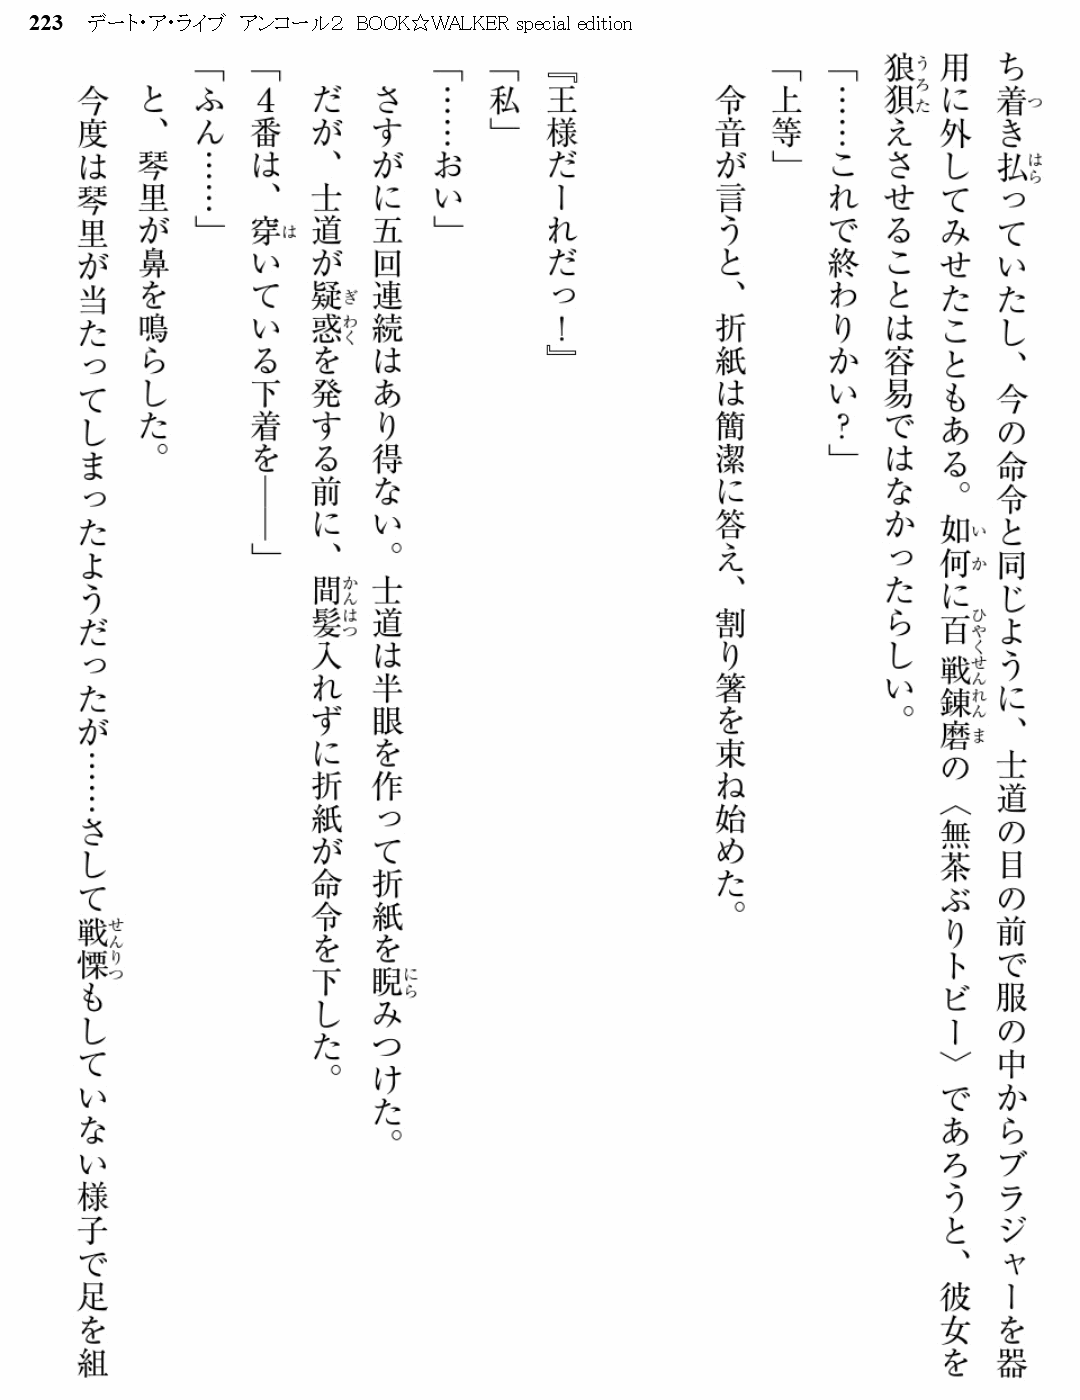 223 デート・ア・ライブ アンコール2 BOOK☆WALKER special edition
ち着き払っていたし、今の命令と同じように、士道の目の前で服の中からブラジャーを器
用に外してみせたこともある。如何に百戦錬磨の〈無茶ぶりトビー〉であろうと、彼女を
狼狽えさせることは容易ではなかったらしい。
「……これで終わりかい？」
「上等」
令音が言うと、折紙は簡潔に答え、割り箸を束ね始めた。
『王様だーれだっ！』
「私」
「……おい」
さすがに五回連続はあり得ない。士道は半眼を作って折紙を睨みつけた。
だが、士道が疑惑を発する前に、間髪入れずに折紙が命令を下した。
「４番は、穿いている下着を――」
「ふん……」
と、琴里が鼻を鳴らした。
今度は琴里が当たってしまったようだったが……さして戦慄もしていない様子で足を組